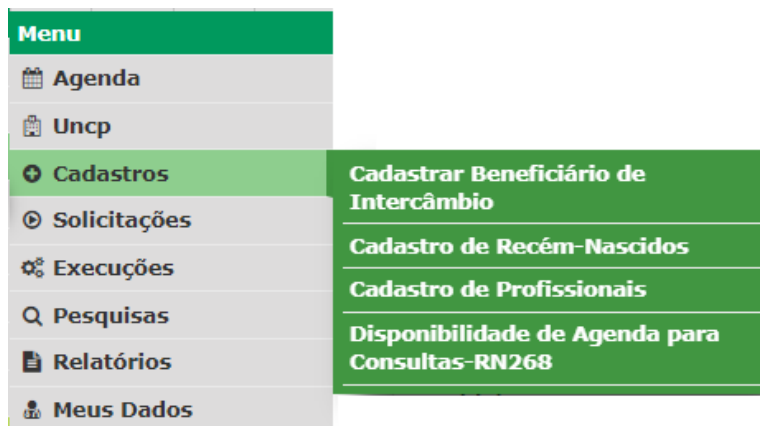 Menu
Agenda
Uncp
Cadastros
Solicitações
Execuções
Pesquisas
Relatórios
Meus Dados
Cadastrar Beneficiário de
Intercâmbio
Cadastro de Recém-Nascidos
Cadastro de Profissionais
Disponibilidade de Agenda para
Consultas-RN268